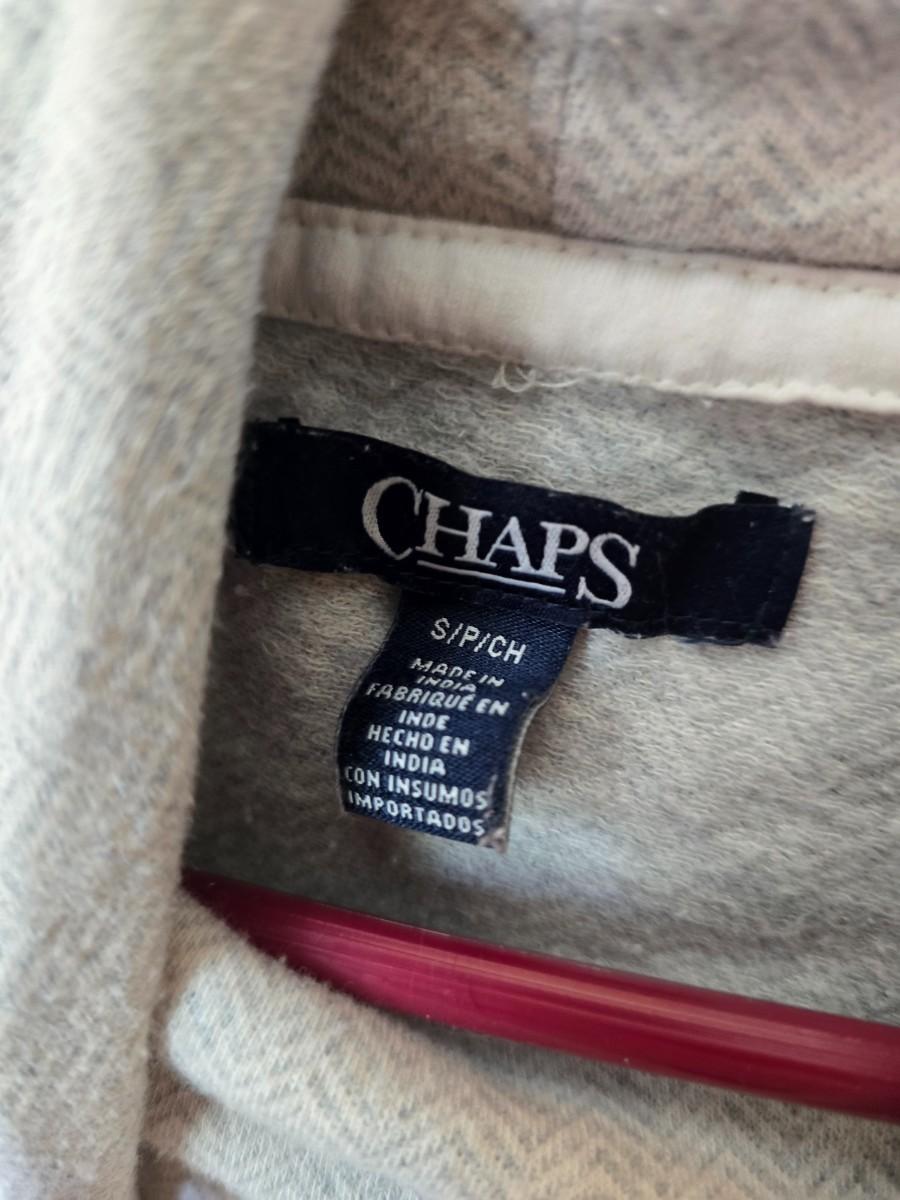 CHAPS
S/P/CH
MADE IN
INDIA
FABRIQUÉ EN
INDE
HECHO EN
INDIA
CON INSUMOS
IMPORTADOS